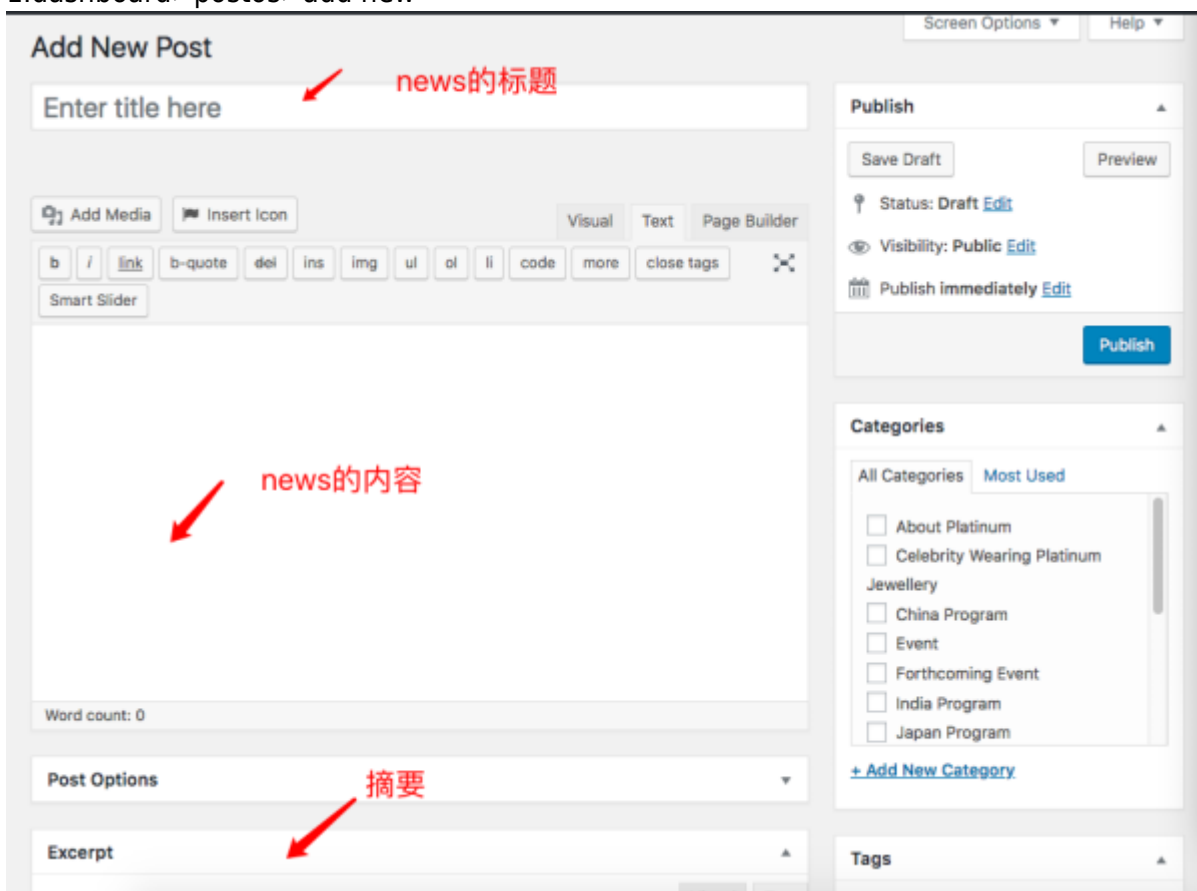 Screen Options Help
Add New Post
news的标题
Enter title here
Publish
Save Draft Preview
Add Media Insert Icon
Visual Text Page Builder
Status: Draft Edit
Visibility: Public Edit
b i link b-quote del ins img ul ol li code more close tags
Publish immediately Edit
Smart Slider
Publish
Categories
All Categories Most Used
news的内容
About Platinum
Celebrity Wearing Platinum
Jewellery
China Program
Event
Forthcoming Event
India Program
Japan Program
Word count: 0
+ Add New Category
Post Options
摘要
Excerpt
Tags